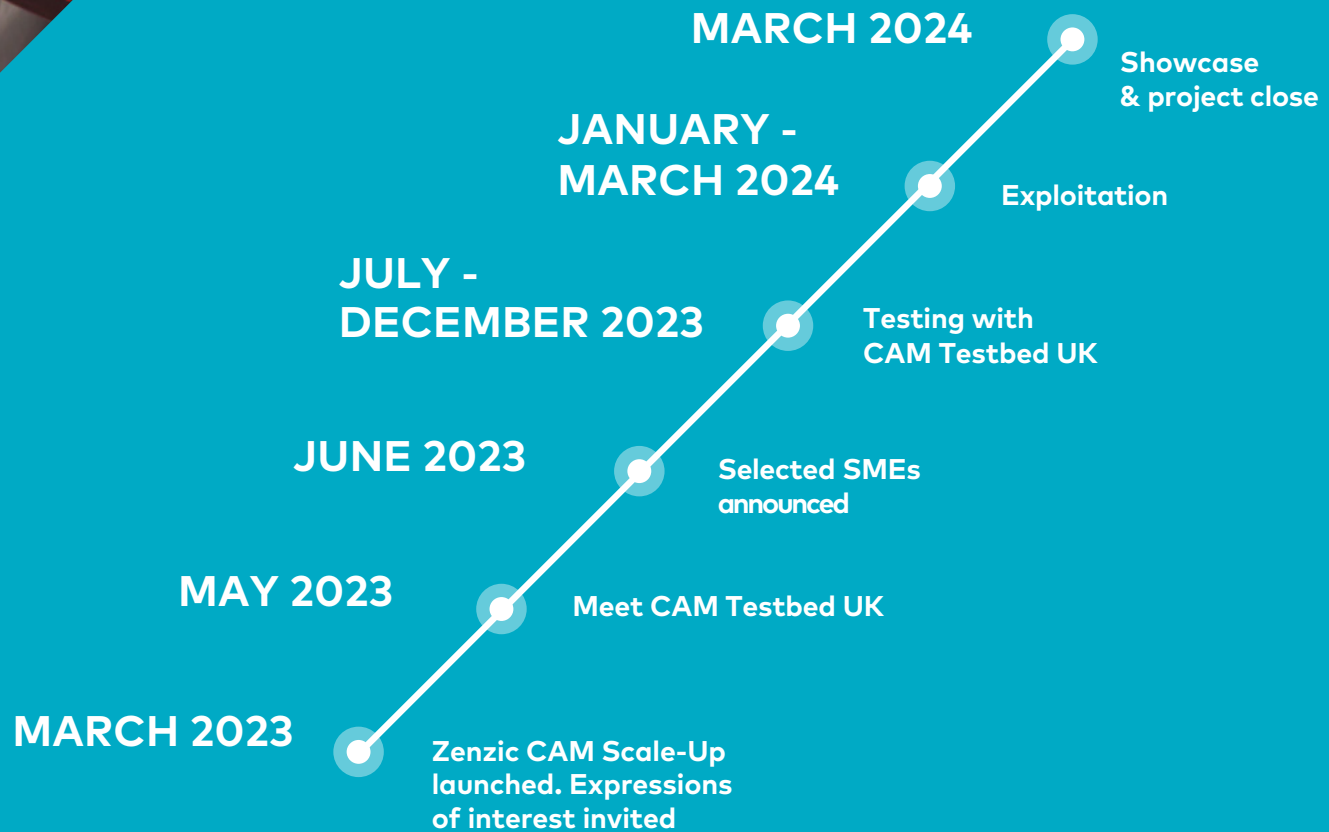 MARCH 2024
Showcase
& project close
JANUARY -
MARCH 2024
Exploitation
JULY -
DECEMBER 2023
Testing with
CAM Testbed UK
JUNE 2023
Selected SMEs
announced
MAY 2023
Meet CAM Testbed UK
MARCH 2023
Zenzic CAM Scale-Up
launched. Expressions
of interest invited